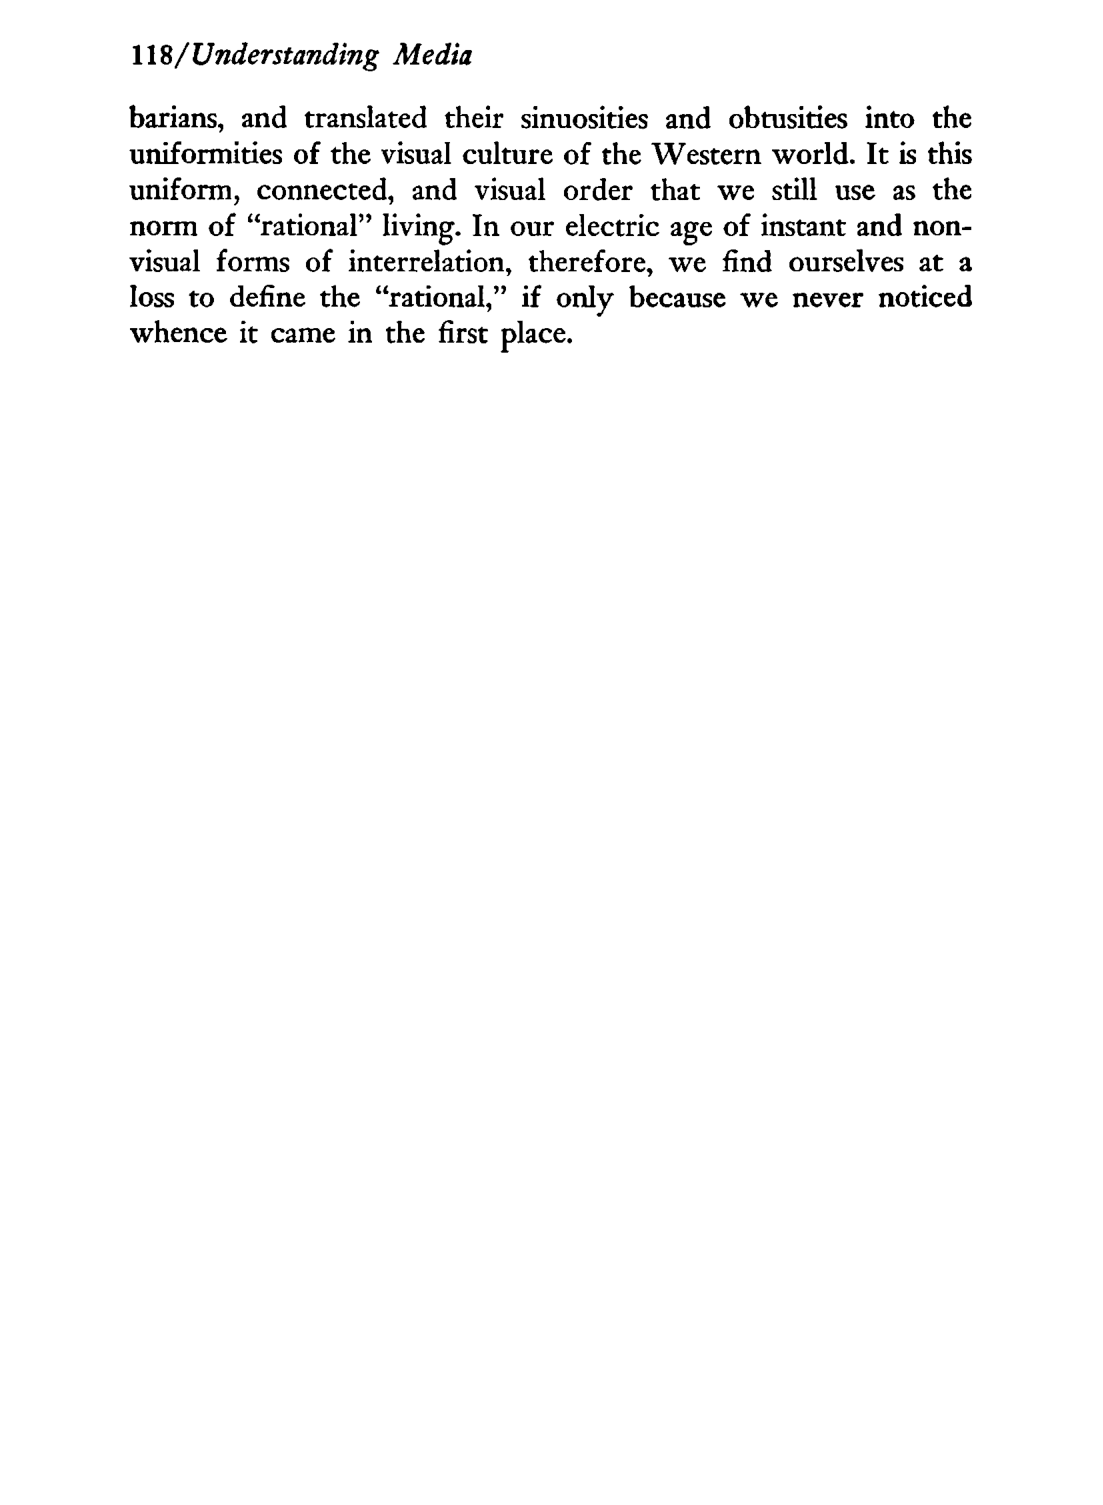 118/Understanding Media
barians, and translated their sinuosities and obtusities into the
uniformities of the visual culture of the Western world. It is this
uniform, connected, and visual order that we still use as the
norm of “rational” living. In our electric age of instant and non-
visual forms of interrelation, therefore, we find ourselves at a
loss to define the “rational,” if only because we never noticed
whence it came in the first place.